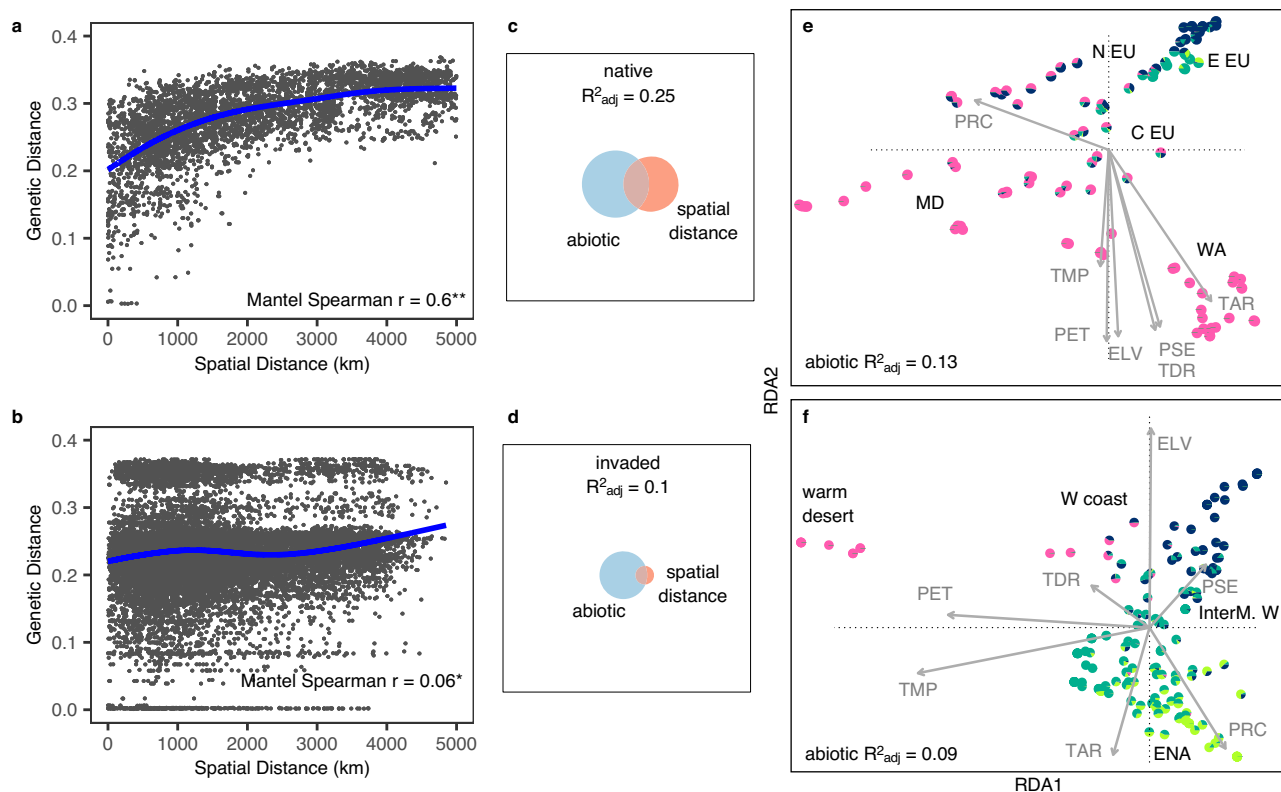 a
0.4
0.3
0.2
0.1
0.0
Genetic Distance
Mantel Spearman r = 0.6**
0 1000 2000 3000 4000 5000
Spatial Distance (km)
b
0.4
0.3
0.2
0.1
0.0
Genetic Distance
Mantel Spearman r = 0.06*
0 1000 2000 3000 4000 5000
Spatial Distance (km)
c
native
R²adj = 0.25
abiotic
spatial
distance
d
invaded
R²adj = 0.1
abiotic
spatial
distance
e
N EU
E EU
PRC
C EU
MD
WA
TMP
TAR
PET
ELV
PSE
TDR
abiotic R²adj = 0.13
RDA2
f
ELV
warm
desert
W coast
TDR
PSE
PET
InterM. W
TMP
TAR
ENA
PRC
abiotic R²adj = 0.09
RDA1